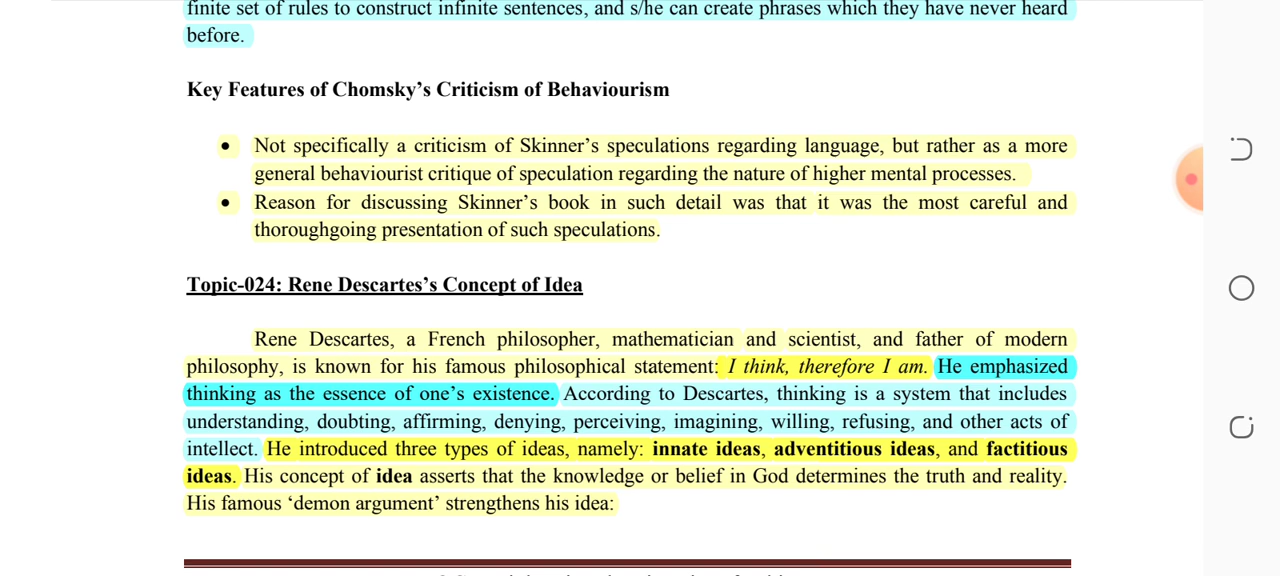 finite set of rules to construct infinite sentences, and s/he can create phrases which they have never heard
before.
Key Features of Chomsky’s Criticism of Behaviourism
• Not specifically a criticism of Skinner’s speculations regarding language, but rather as a more
general behaviourist critique of speculation regarding the nature of higher mental processes.
• Reason for discussing Skinner’s book in such detail was that it was the most careful and
thoroughgoing presentation of such speculations.
Topic-024: Rene Descartes’s Concept of Idea
Rene Descartes, a French philosopher, mathematician and scientist, and father of modern
philosophy, is known for his famous philosophical statement: I think, therefore I am. He emphasized
thinking as the essence of one’s existence. According to Descartes, thinking is a system that includes
understanding, doubting, affirming, denying, perceiving, imagining, willing, refusing, and other acts of
intellect. He introduced three types of ideas, namely: innate ideas, adventitious ideas, and factitious
ideas. His concept of idea asserts that the knowledge or belief in God determines the truth and reality.
His famous ‘demon argument’ strengthens his idea: